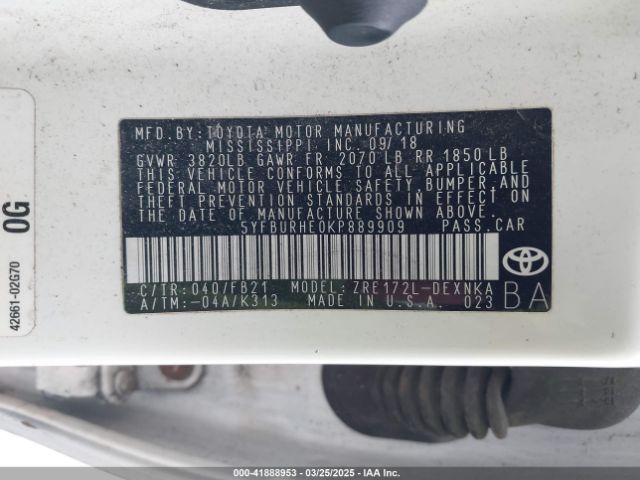 MFD. BY: TOYOTA MOTOR MANUFACTURING
MISSISSIPPI INC. 09/18
GVWR 3820LB GAWR FR 2070 LB RR 1850 LB
THIS VEHICLE CONFORMS TO ALL APPLICABLE
FEDERAL MOTOR VEHICLE SAFETY, BUMPER, AND
THEFT PREVENTION STANDARDS IN EFFECT ON
THE DATE OF MANUFACTURE SHOWN ABOVE.
5YFBURHE0KP889909 PASS. CAR
C/TR: 040/FB21 MODEL: ZRE172L-DEXNKA
A/TM: -04A/K313 MADE IN U.S.A. 023
BA
42661-02G70 0G
000-41888953 — 03/25/2025 — IAA, Inc.